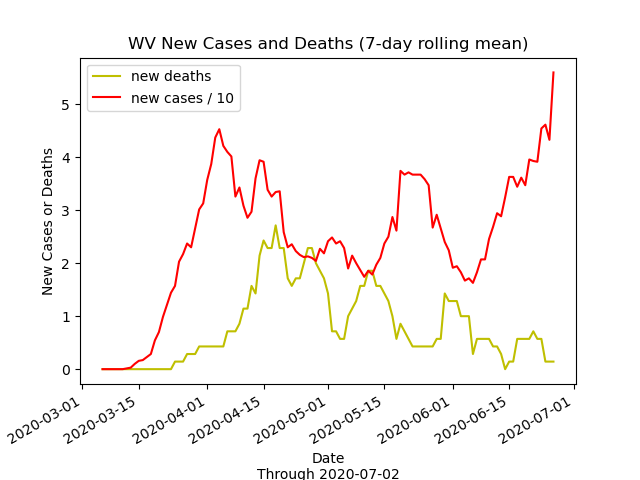 WV New Cases and Deaths (7-day rolling mean)
new deaths
new cases / 10
New Cases or Deaths
5
4
3
2
1
0
2020-03-01
2020-03-15
2020-04-01
2020-04-15
2020-05-01
2020-05-15
2020-06-01
2020-06-15
2020-07-01
Date
Through 2020-07-02